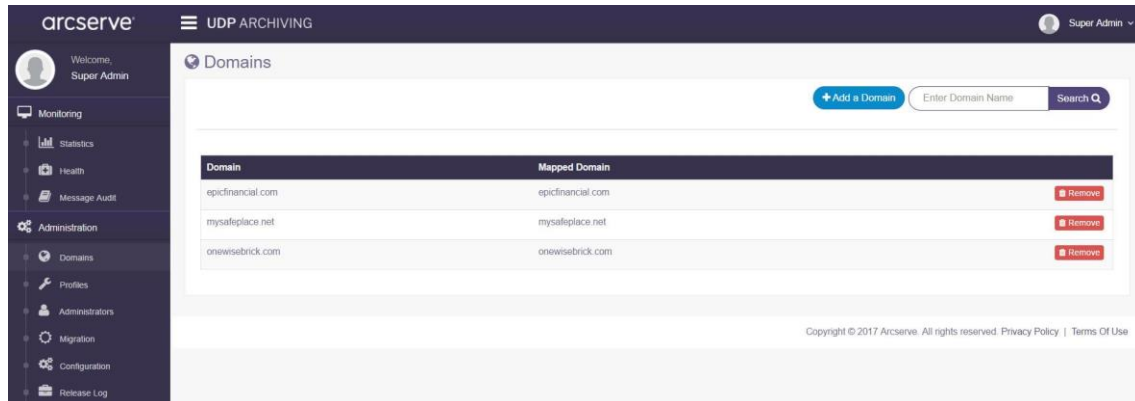 arcserve
UDP ARCHIVING
Super Admin
Welcome,
Super Admin
Monitoring
Statistics
Health
Message Audit
Administration
Domains
Profiles
Administrators
Migration
Configuration
Release Log
Domains
+ Add a Domain
Enter Domain Name
Search
Domain Mapped Domain
epicfinancial.com epicfinancial.com Remove
mysafeplace.net mysafeplace.net Remove
onewisebrick.com onewisebrick.com Remove
Copyright © 2017 Arcserve. All rights reserved. Privacy Policy | Terms Of Use